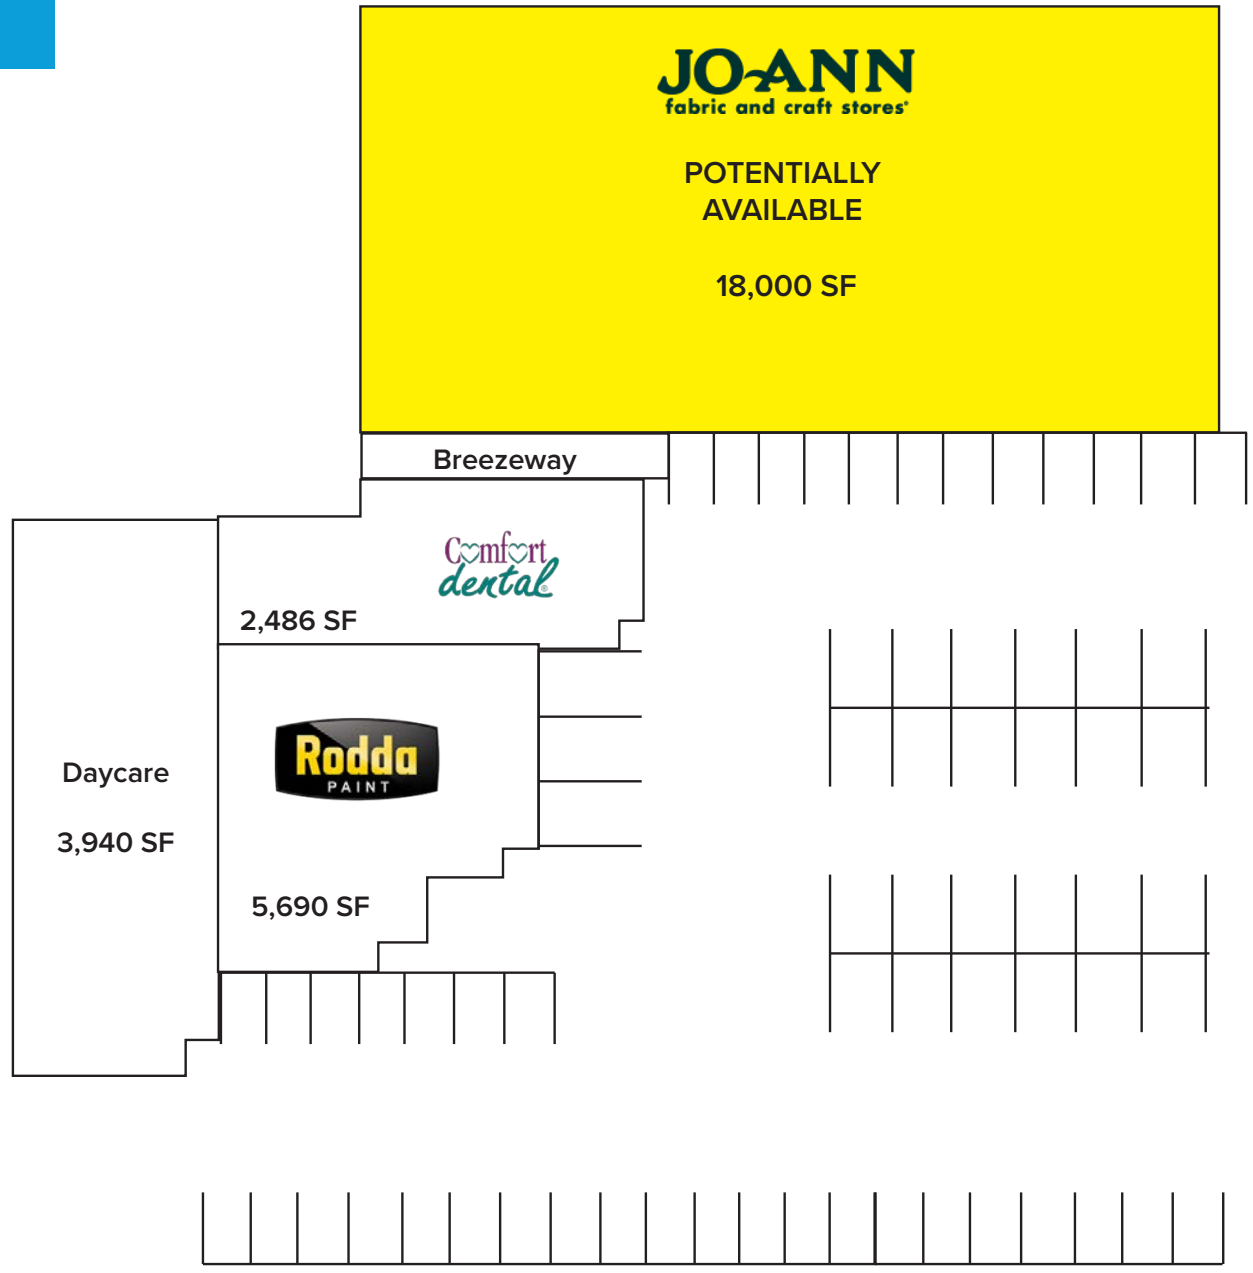 JO-ANN
fabric and craft stores®
POTENTIALLY
AVAILABLE
18,000 SF
Breezeway
Comfort
dental®
2,486 SF
Rodda
PAINT
Daycare
3,940 SF
5,690 SF